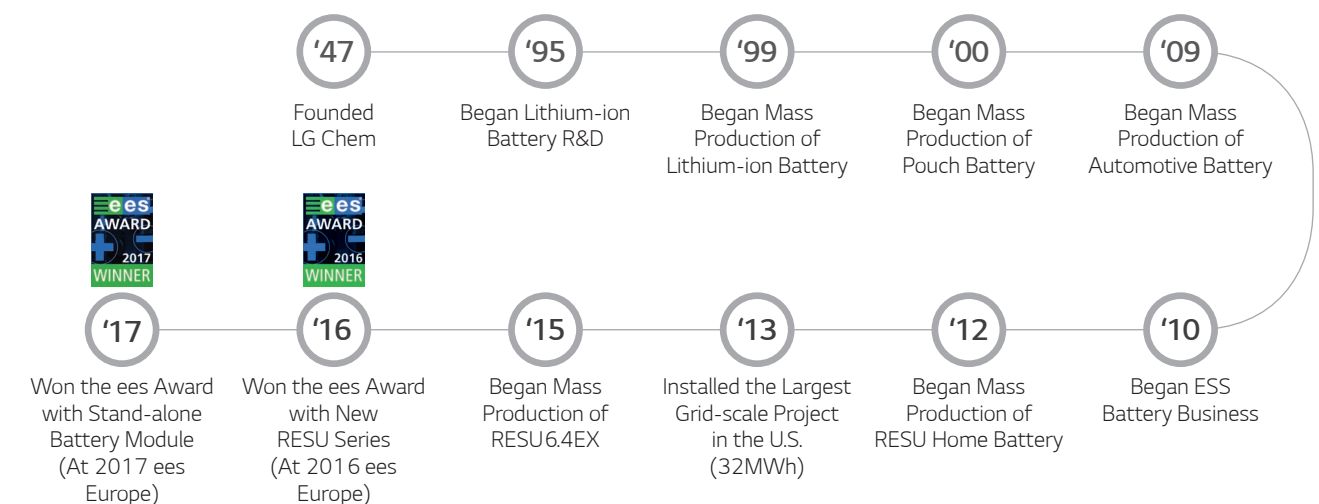 ‘47
Founded
LG Chem
‘95
Began Lithium-ion
Battery R&D
‘99
Began Mass
Production of
Lithium-ion Battery
‘00
Began Mass
Production of
Pouch Battery
‘09
Began Mass
Production of
Automotive Battery
‘10
Began ESS
Battery Business
‘12
Began Mass
Production of
RESU Home Battery
‘13
Installed the Largest
Grid-scale Project
in the U.S.
(32MWh)
‘15
Began Mass
Production of
RESU6.4EX
ees
AWARD
2016
WINNER
‘16
Won the ees Award
with New
RESU Series
(At 2016 ees
Europe)
ees
AWARD
2017
WINNER
‘17
Won the ees Award
with Stand-alone
Battery Module
(At 2017 ees
Europe)